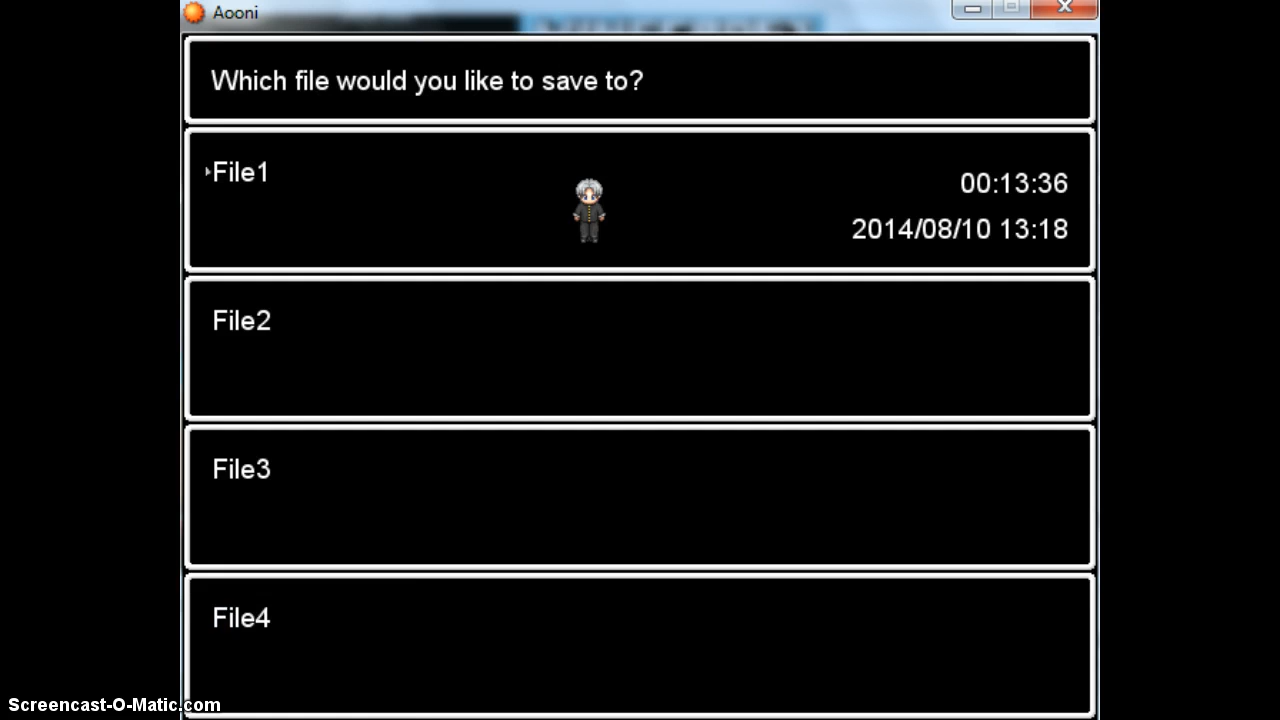 Aooni
Which file would you like to save to?
File1
00:13:36
2014/08/10 13:18
File2
File3
File4
Screencast-O-Matic.com